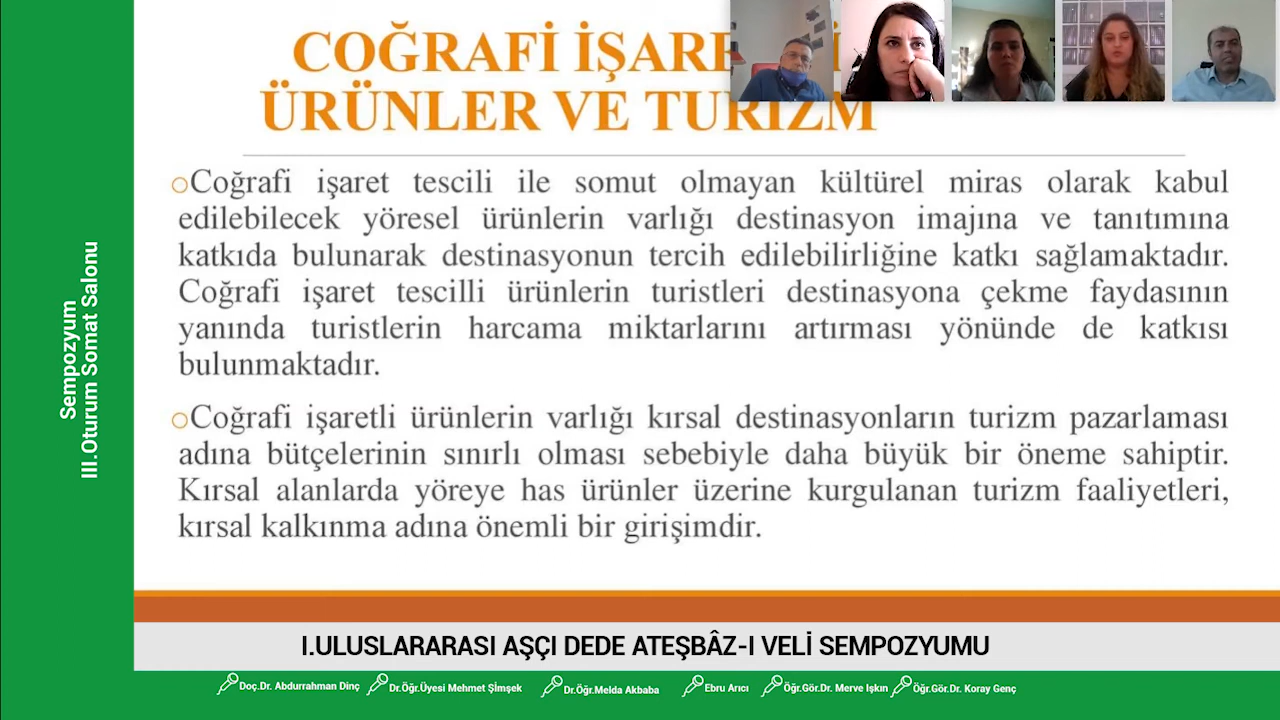 COĞRAFİ İŞARE
ÜRÜNLER VE TURİZM
Coğrafi işaret tescili ile somut olmayan kültürel miras olarak kabul
edilebilecek yöresel ürünlerin varlığı destinasyon imajına ve tanıtımına
katkıda bulunarak destinasyonun tercih edilebilirliğine katkı sağlamaktadır.
Coğrafi işaret tescilli ürünlerin turistleri destinasyona çekme faydasının
yanında turistlerin harcama miktarlarını artırması yönünde de katkısı
bulunmaktadır.
Coğrafi işaretli ürünlerin varlığı kırsal destinasyonların turizm pazarlaması
adına bütçelerinin sınırlı olması sebebiyle daha büyük bir öneme sahiptir.
Kırsal alanlarda yöreye has ürünler üzerine kurgulanan turizm faaliyetleri,
kırsal kalkınma adına önemli bir girişimdir.
Sempozyum
III.Oturum Somat Salonu
I.ULUSLARARASI AŞÇI DEDE ATEŞBÂZ-I VELİ SEMPOZYUMU
Doç.Dr. Abdurrahman Dinç Dr.Öğr.Üyesi Mehmet Şİmşek Dr.Öğr.Melda Akbaba Ebru Arıcı Öğr.Gör.Dr. Merve Işkın Öğr.Gör.Dr. Koray Genç